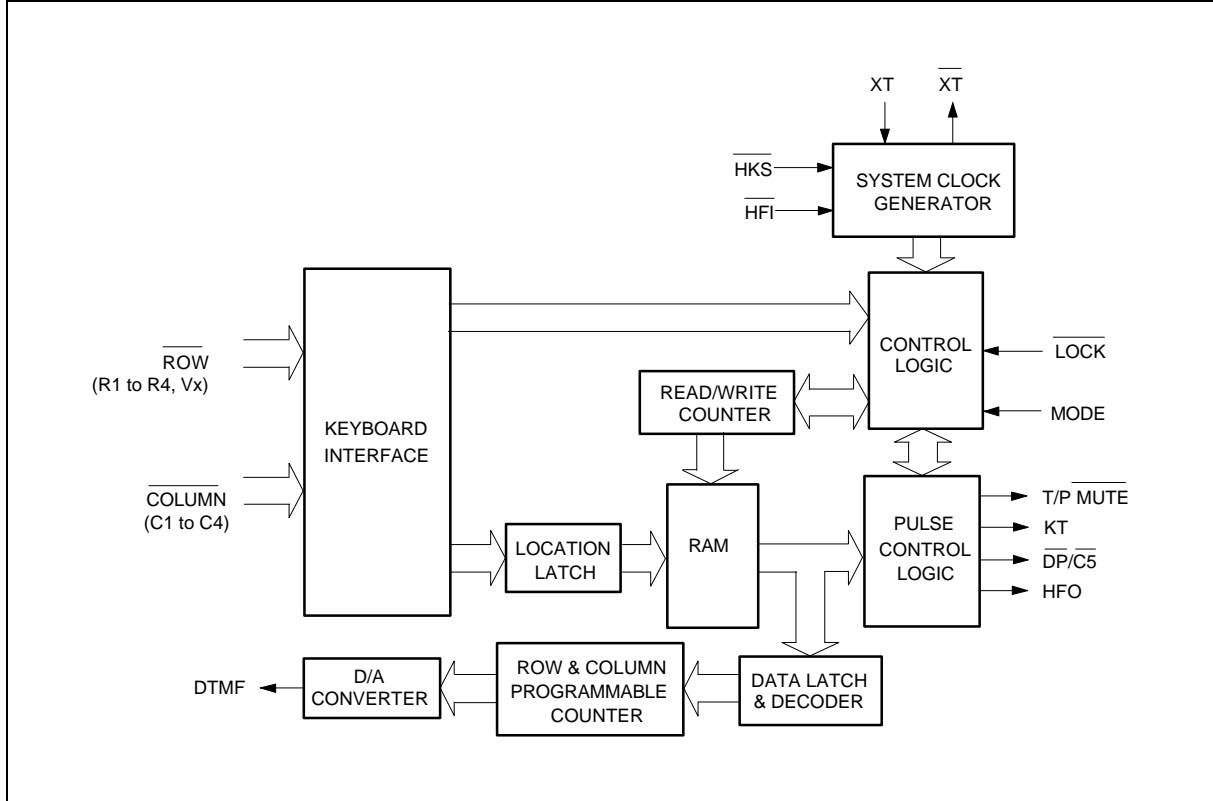 XT XT
HKS
HFI
SYSTEM CLOCK
GENERATOR
ROW
(R1 to R4, Vx)
COLUMN
(C1 to C4)
KEYBOARD
INTERFACE
CONTROL
LOGIC
LOCK
MODE
READ/WRITE
COUNTER
LOCATION
LATCH
RAM
PULSE
CONTROL
LOGIC
T/P MUTE
KT
DP/C5
HFO
DTMF
D/A
CONVERTER
ROW & COLUMN
PROGRAMMABLE
COUNTER
DATA LATCH
& DECODER